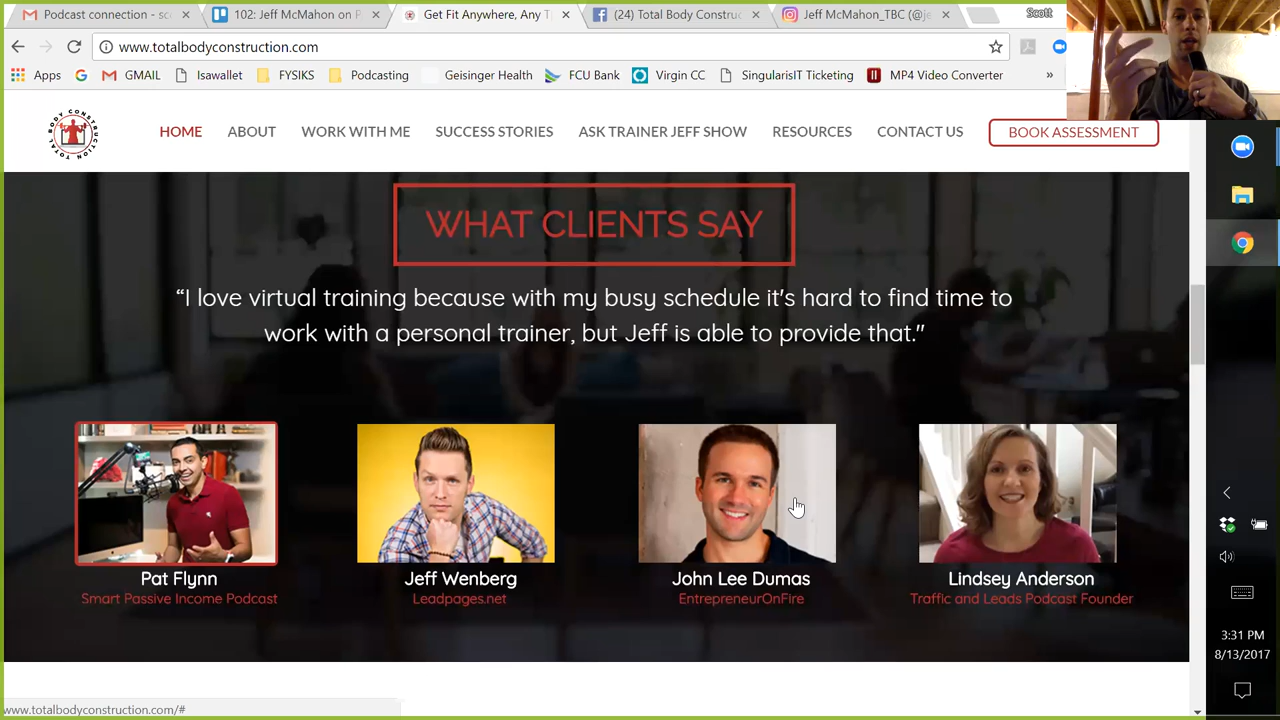 Podcast connection - sc
102: Jeff McMahon on P
Get Fit Anywhere, Any T
(24) Total Body Construc
Jeff McMahon_TBC (@je
Scott
www.totalbodyconstruction.com
Apps
GMAIL
Isawallet
FYSIKS
Podcasting
Geisinger Health
FCU Bank
Virgin CC
SingularisIT Ticketing
MP4 Video Converter
»
BODY CONSTRUCTION TOTAL
HOME
ABOUT
WORK WITH ME
SUCCESS STORIES
ASK TRAINER JEFF SHOW
RESOURCES
CONTACT US
BOOK ASSESSMENT
WHAT CLIENTS SAY
“I love virtual training because with my busy schedule it's hard to find time to
work with a personal trainer, but Jeff is able to provide that."
Pat Flynn
Smart Passive Income Podcast
Jeff Wenberg
Leadpages.net
John Lee Dumas
EntrepreneurOnFire
Lindsey Anderson
Traffic and Leads Podcast Founder
3:31 PM
8/13/2017
www.totalbodyconstruction.com/#